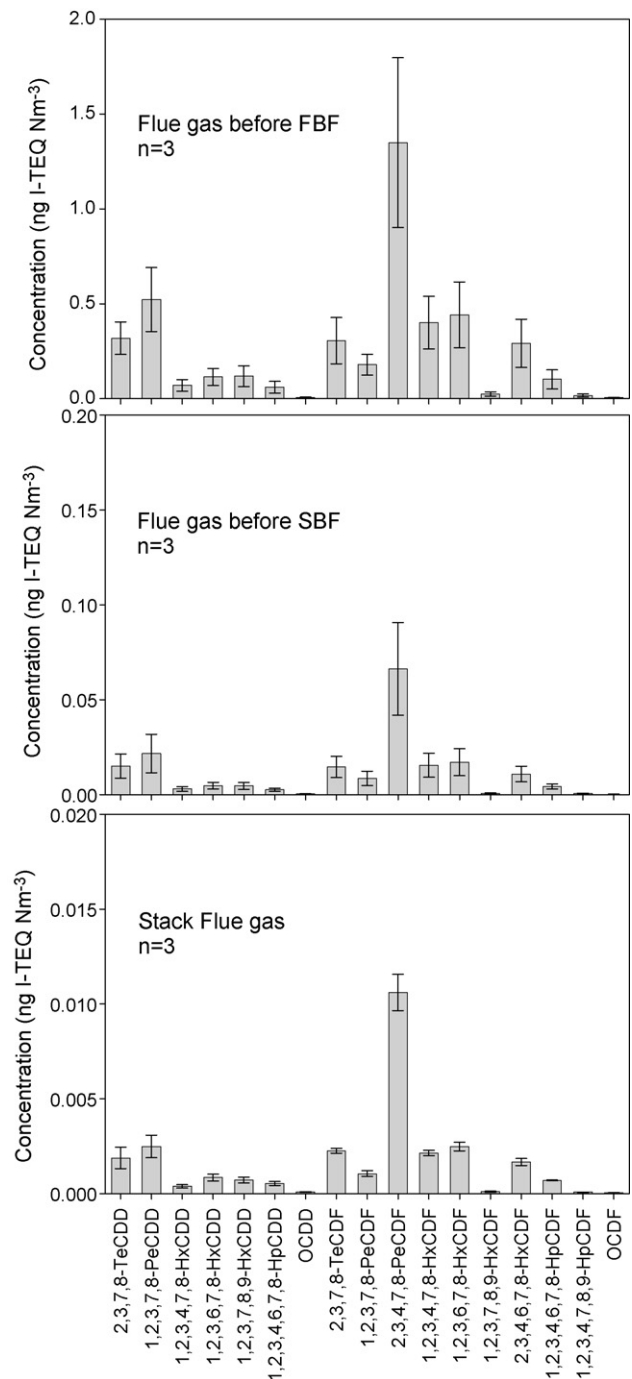 2.0
1.5
1.0
0.5
0.0
Concentration (ng I-TEQ Nm-3)
Flue gas before FBF
n=3
0.20
0.15
0.10
0.05
0.00
Concentration (ng I-TEQ Nm-3)
Flue gas before SBF
n=3
0.020
0.015
0.010
0.005
0.000
Concentration (ng I-TEQ Nm-3)
Stack Flue gas
n=3
2,3,7,8-TeCDD
1,2,3,7,8-PeCDD
1,2,3,4,7,8-HxCDD
1,2,3,6,7,8-HxCDD
1,2,3,7,8,9-HxCDD
1,2,3,4,6,7,8-HpCDD
OCDD
2,3,7,8-TeCDF
1,2,3,7,8-PeCDF
2,3,4,7,8-PeCDF
1,2,3,4,7,8-HxCDF
1,2,3,6,7,8-HxCDF
1,2,3,7,8,9-HxCDF
2,3,4,6,7,8-HxCDF
1,2,3,4,6,7,8-HpCDF
1,2,3,4,7,8,9-HpCDF
OCDF